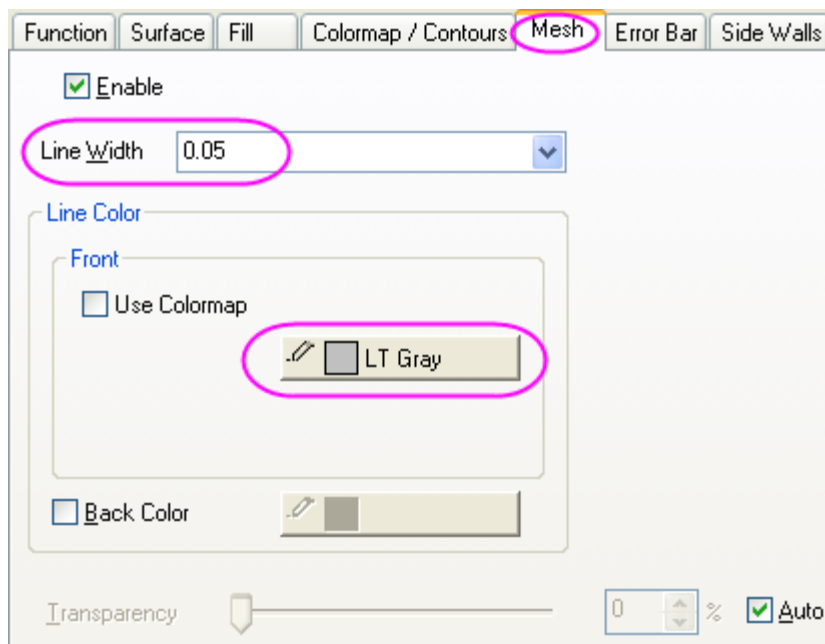 Function Surface Fill Colormap / Contours Mesh Error Bar Side Walls
Enable
Line Width 0.05
Line Color
Front
Use Colormap
LT Gray
Back Color
Transparency 0 % Auto